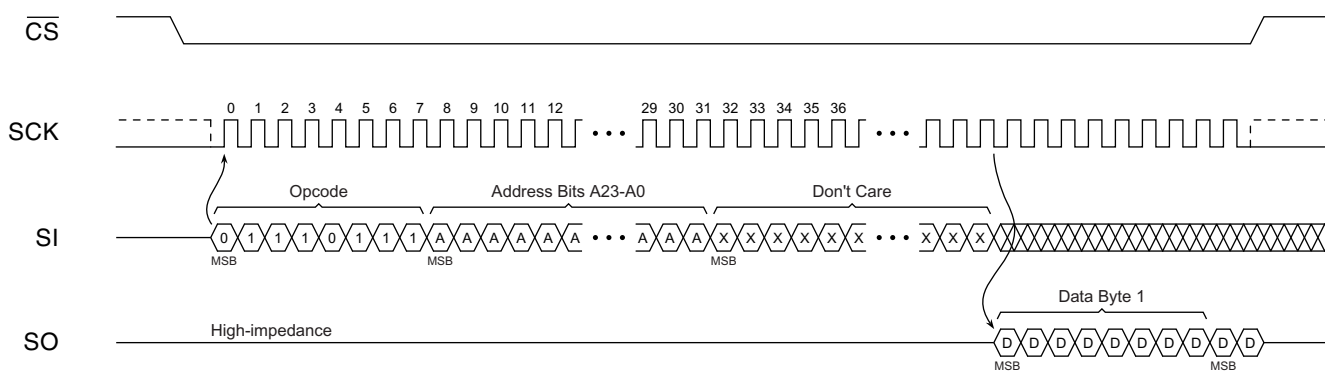 CS
0 1 2 3 4 5 6 7 8 9 10 11 12 29 30 31 32 33 34 35 36
SCK
Opcode Address Bits A23-A0 Don't Care
SI 0 1 1 1 0 1 1 1 A A A A A A A A A X X X X X X X X X
MSB MSB MSB
Data Byte 1
High-impedance
SO D D D D D D D D D D
MSB MSB